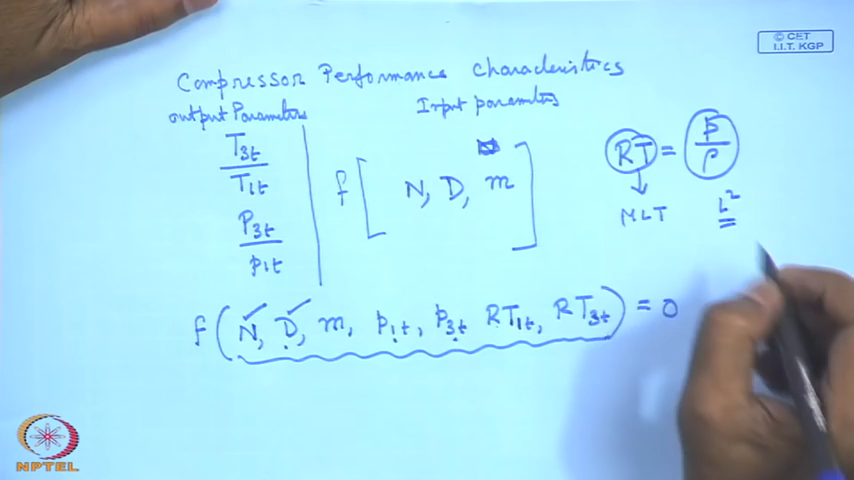 © CET
I.I.T. KGP
Compressor Performance Characteristics
output Parameters
Input parameters
T3t
T1t
P3t
p1t
f [ N, D, m ]
RT = p/ρ
MLT
L²
f ( N, D, m, p1t, p3t RT1t, RT3t ) = 0
NPTEL